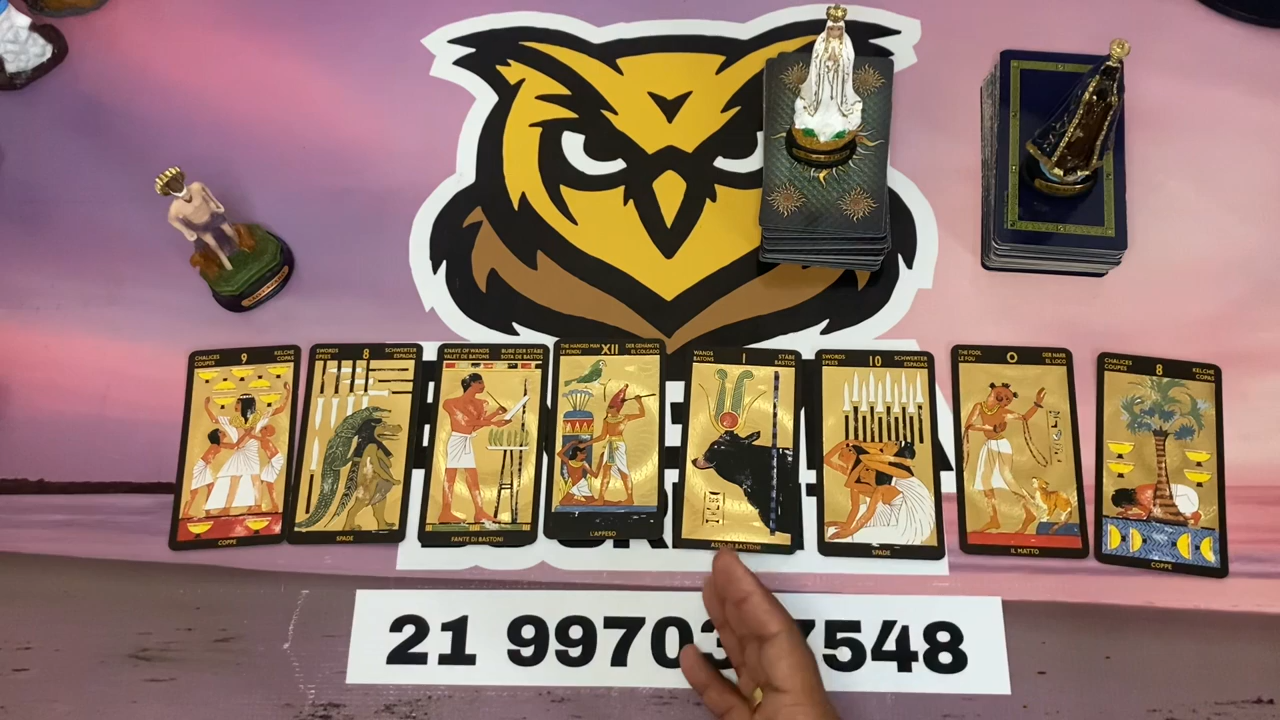 CHALICES
COUPES
9
KELCHE
COPAS
COPPE
SWORDS
EPEES
8
SCHWERTER
ESPADAS
SPADE
KNAVE OF WANDS
VALET DE BATONS
BUBE DER STÄBE
SOTA DE BASTOS
FANTE DI BASTONI
THE HANGED MAN
LE PENDU
XII
DER GEHÄNGTE
EL COLGADO
L'APPESO
WANDS
BATONS
1
STÄBE
BASTOS
ASSO DI BASTONI
SWORDS
EPEES
10
SCHWERTER
ESPADAS
SPADE
THE FOOL
LE FOU
0
DER NARR
EL LOCO
IL MATTO
CHALICES
COUPES
8
KELCHE
COPAS
COPPE
21 99703 7548